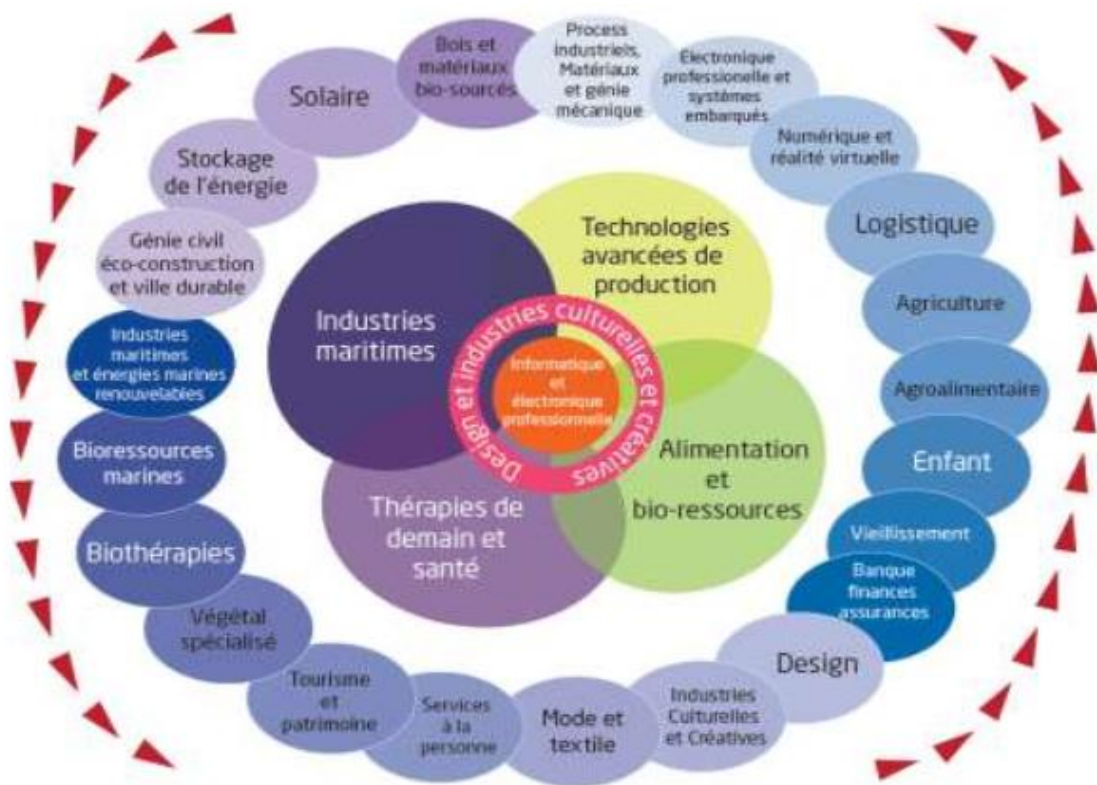 Bois et
matériaux
bio-sourcés
Process
industriels,
Matériaux
et génie
mécanique
Electronique
professionelle et
systèmes
embarqués
Numérique et
réalité virtuelle
Logistique
Agriculture
Agroalimentaire
Enfant
Vieillissement
Banque
finances
assurances
Design
Industries
Culturelles
et Créatives
Mode et
textile
Services
à la
personne
Tourisme
et
patrimoine
Végétal
spécialisé
Biothérapies
Bioressources
marines
Industries
maritimes
et énergies marines
renouvelables
Génie civil
éco-construction
et ville durable
Stockage
de l'énergie
Solaire
Industries
maritimes
Technologies
avancées de
production
Alimentation
et
bio-ressources
Thérapies de
demain et
santé
Design et industries culturelles et créatives
Informatique
et
électronique
professionnelle